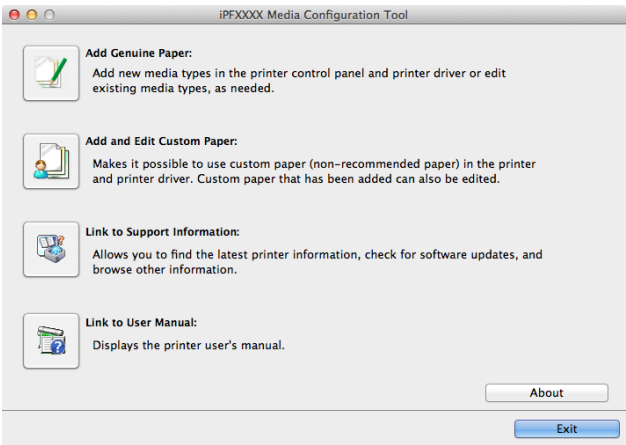 iPFXXXX Media Configuration Tool
Add Genuine Paper:
Add new media types in the printer control panel and printer driver or edit
existing media types, as needed.
Add and Edit Custom Paper:
Makes it possible to use custom paper (non-recommended paper) in the printer
and printer driver. Custom paper that has been added can also be edited.
Link to Support Information:
Allows you to find the latest printer information, check for software updates, and
browse other information.
Link to User Manual:
Displays the printer user's manual.
About
Exit